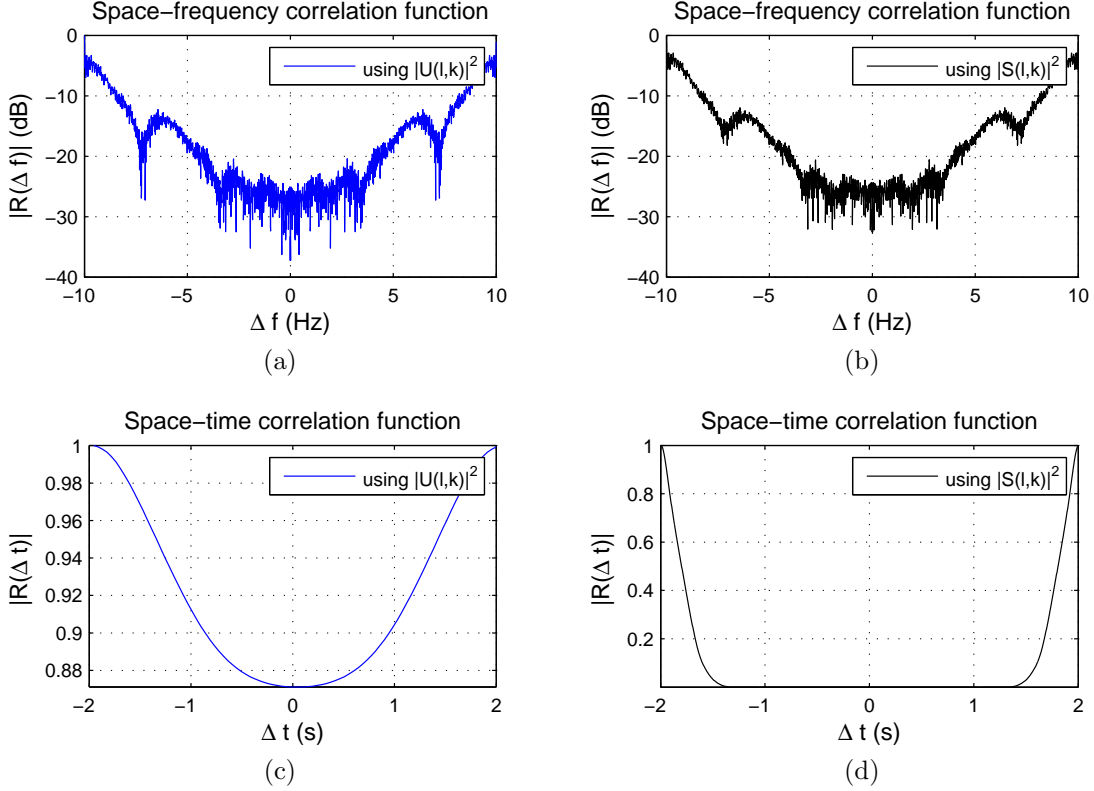 Space−frequency correlation function
using |U(l,k)|²
|R(Δ f)| (dB)
0
−10
−20
−30
−40
−10
−5
0
5
10
Δ f (Hz)
(a)
Space−frequency correlation function
using |S(l,k)|²
|R(Δ f)| (dB)
0
−10
−20
−30
−40
−10
−5
0
5
10
Δ f (Hz)
(b)
Space−time correlation function
using |U(l,k)|²
|R(Δ t)|
1
0.98
0.96
0.94
0.92
0.9
0.88
−2
−1
0
1
2
Δ t (s)
(c)
Space−time correlation function
using |S(l,k)|²
|R(Δ t)|
1
0.8
0.6
0.4
0.2
−2
−1
0
1
2
Δ t (s)
(d)